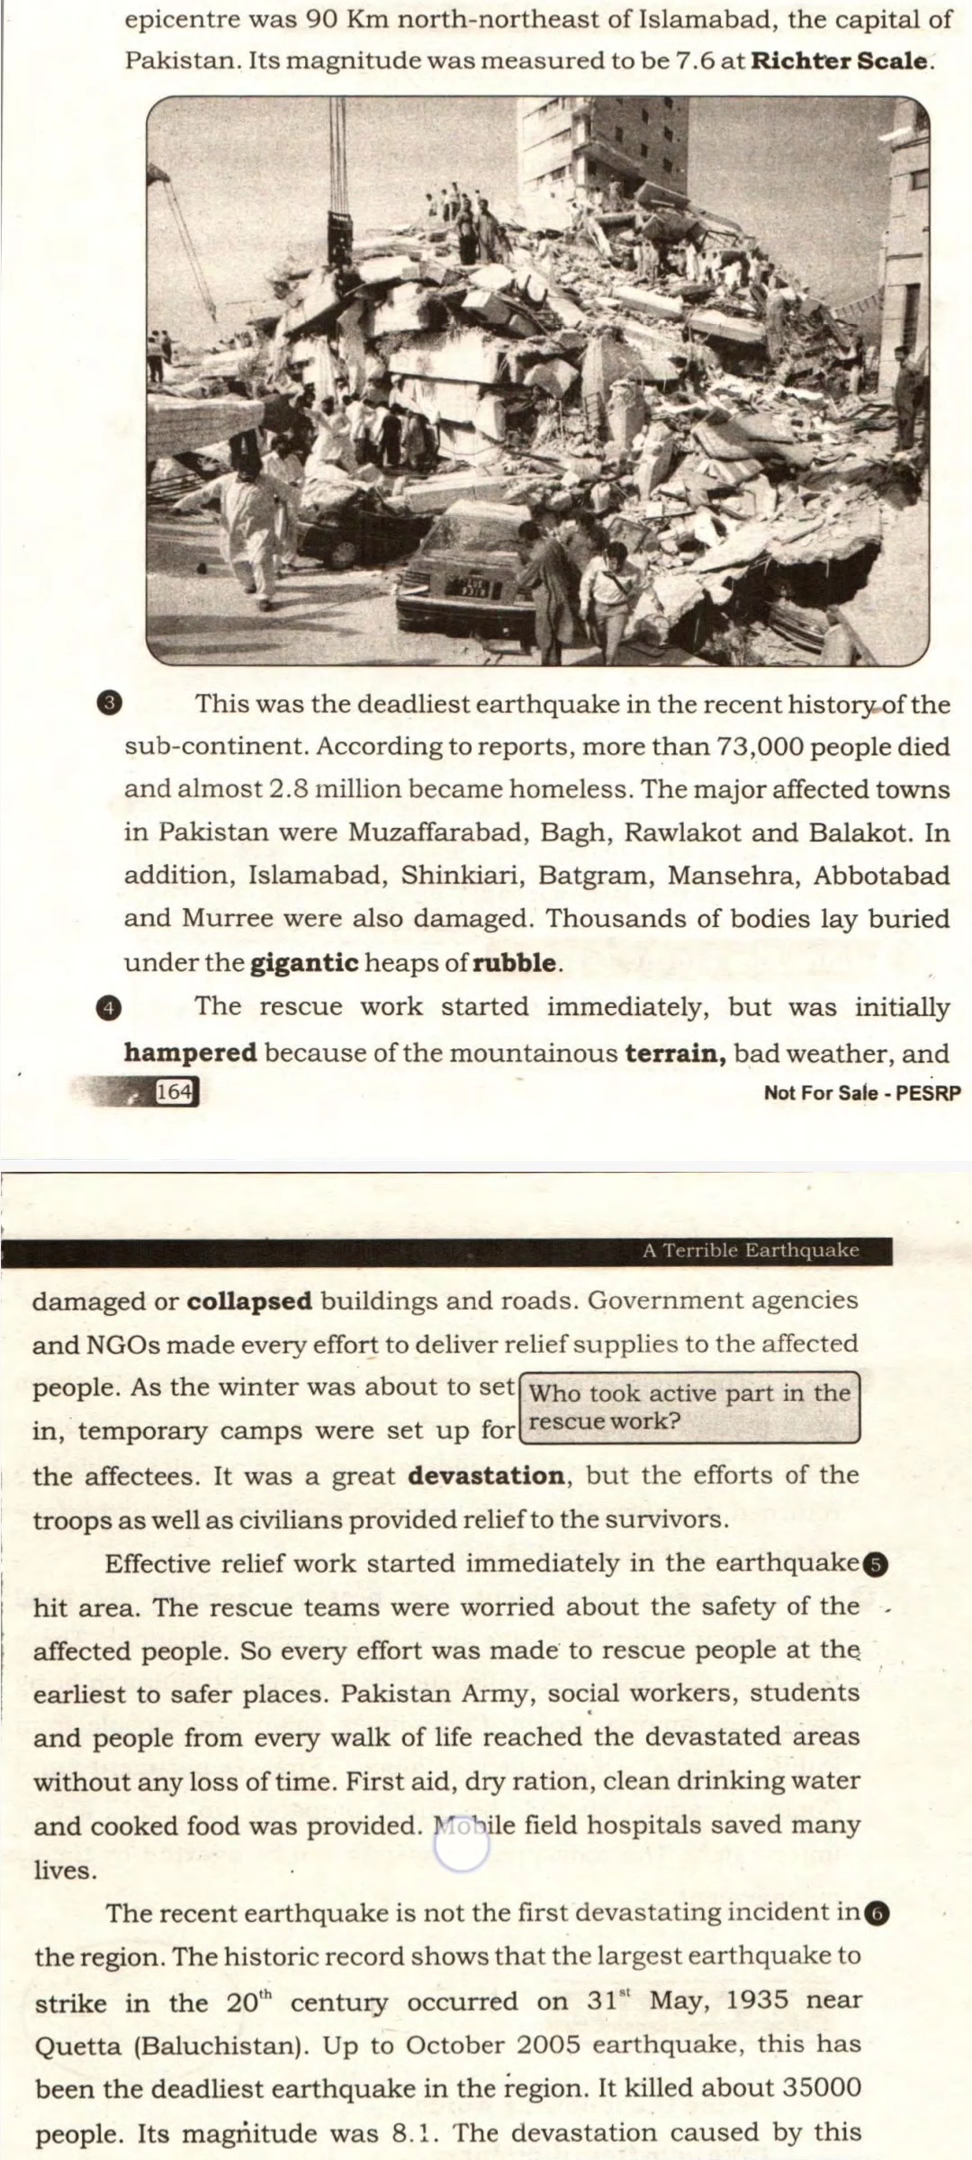 epicentre was 90 Km north-northeast of Islamabad, the capital of
Pakistan. Its magnitude was measured to be 7.6 at Richter Scale.
3 This was the deadliest earthquake in the recent history of the
sub-continent. According to reports, more than 73,000 people died
and almost 2.8 million became homeless. The major affected towns
in Pakistan were Muzaffarabad, Bagh, Rawlakot and Balakot. In
addition, Islamabad, Shinkiari, Batgram, Mansehra, Abbotabad
and Murree were also damaged. Thousands of bodies lay buried
under the gigantic heaps of rubble.
4 The rescue work started immediately, but was initially
hampered because of the mountainous terrain, bad weather, and
164
Not For Sale - PESRP
A Terrible Earthquake
damaged or collapsed buildings and roads. Government agencies
and NGOs made every effort to deliver relief supplies to the affected
people. As the winter was about to set
in, temporary camps were set up for
Who took active part in the
rescue work?
the affectees. It was a great devastation, but the efforts of the
troops as well as civilians provided relief to the survivors.
Effective relief work started immediately in the earthquake 5
hit area. The rescue teams were worried about the safety of the
affected people. So every effort was made to rescue people at the
earliest to safer places. Pakistan Army, social workers, students
and people from every walk of life reached the devastated areas
without any loss of time. First aid, dry ration, clean drinking water
and cooked food was provided. Mobile field hospitals saved many
lives.
The recent earthquake is not the first devastating incident in 6
the region. The historic record shows that the largest earthquake to
strike in the 20th century occurred on 31st May, 1935 near
Quetta (Baluchistan). Up to October 2005 earthquake, this has
been the deadliest earthquake in the region. It killed about 35000
people. Its magnitude was 8.1. The devastation caused by this